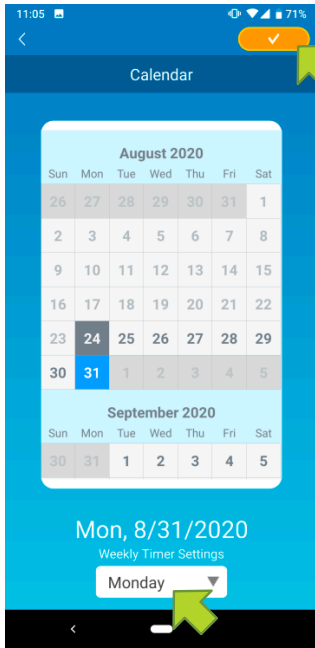 11:05 71%
Calendar
August 2020
Sun Mon Tue Wed Thu Fri Sat
26 27 28 29 30 31 1
2 3 4 5 6 7 8
9 10 11 12 13 14 15
16 17 18 19 20 21 22
23 24 25 26 27 28 29
30 31 1 2 3 4 5
September 2020
Sun Mon Tue Wed Thu Fri Sat
30 31 1 2 3 4 5
Mon, 8/31/2020
Weekly Timer Settings
Monday